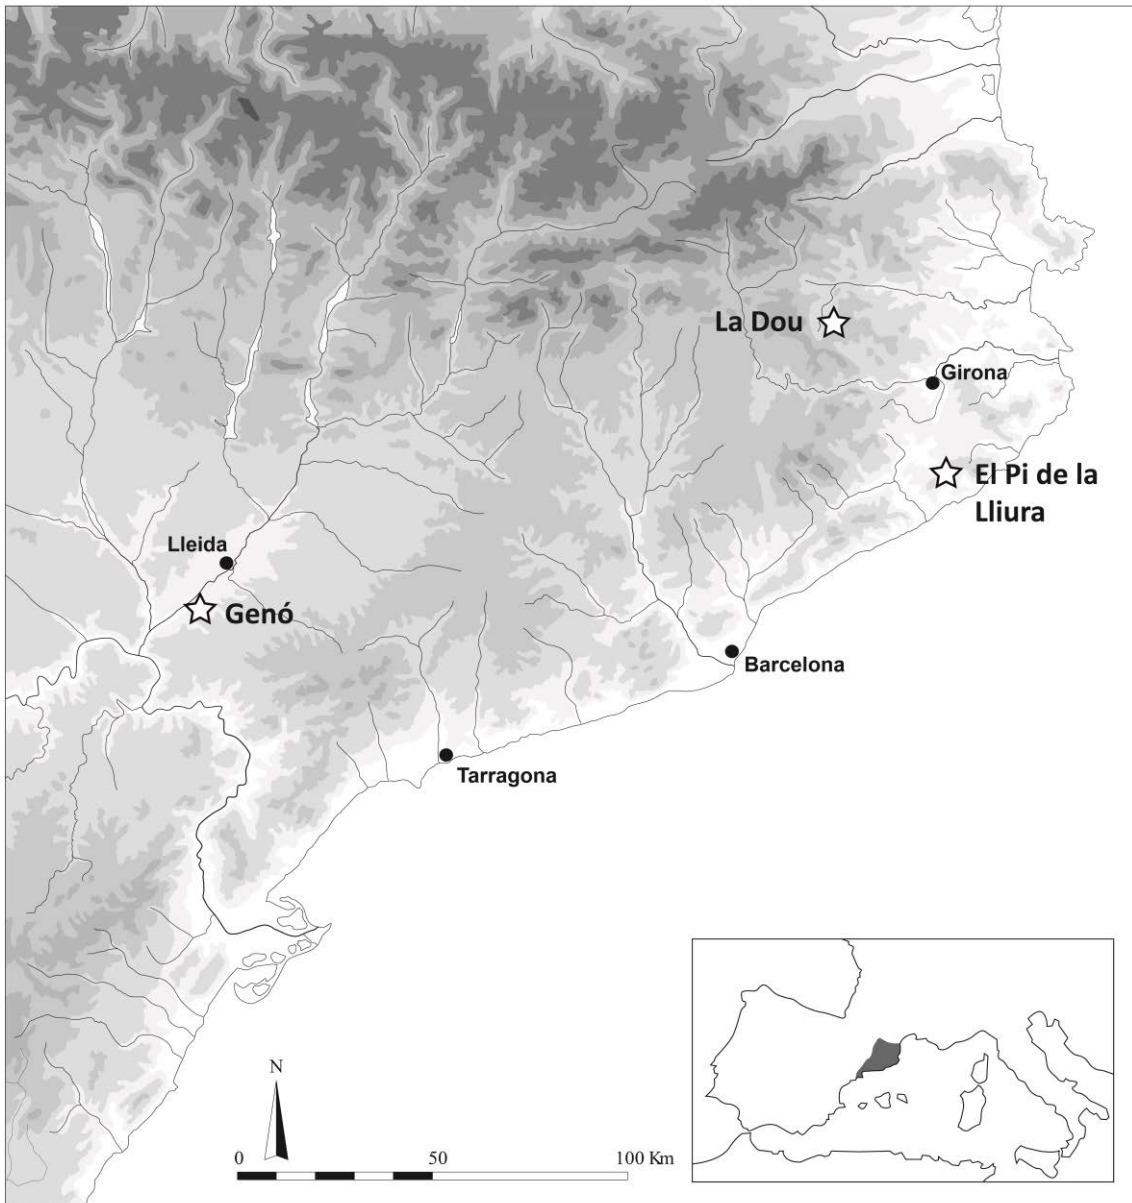 La Dou
Girona
El Pi de la
Lliura
Lleida
Genó
Barcelona
Tarragona
N
0 50 100 Km